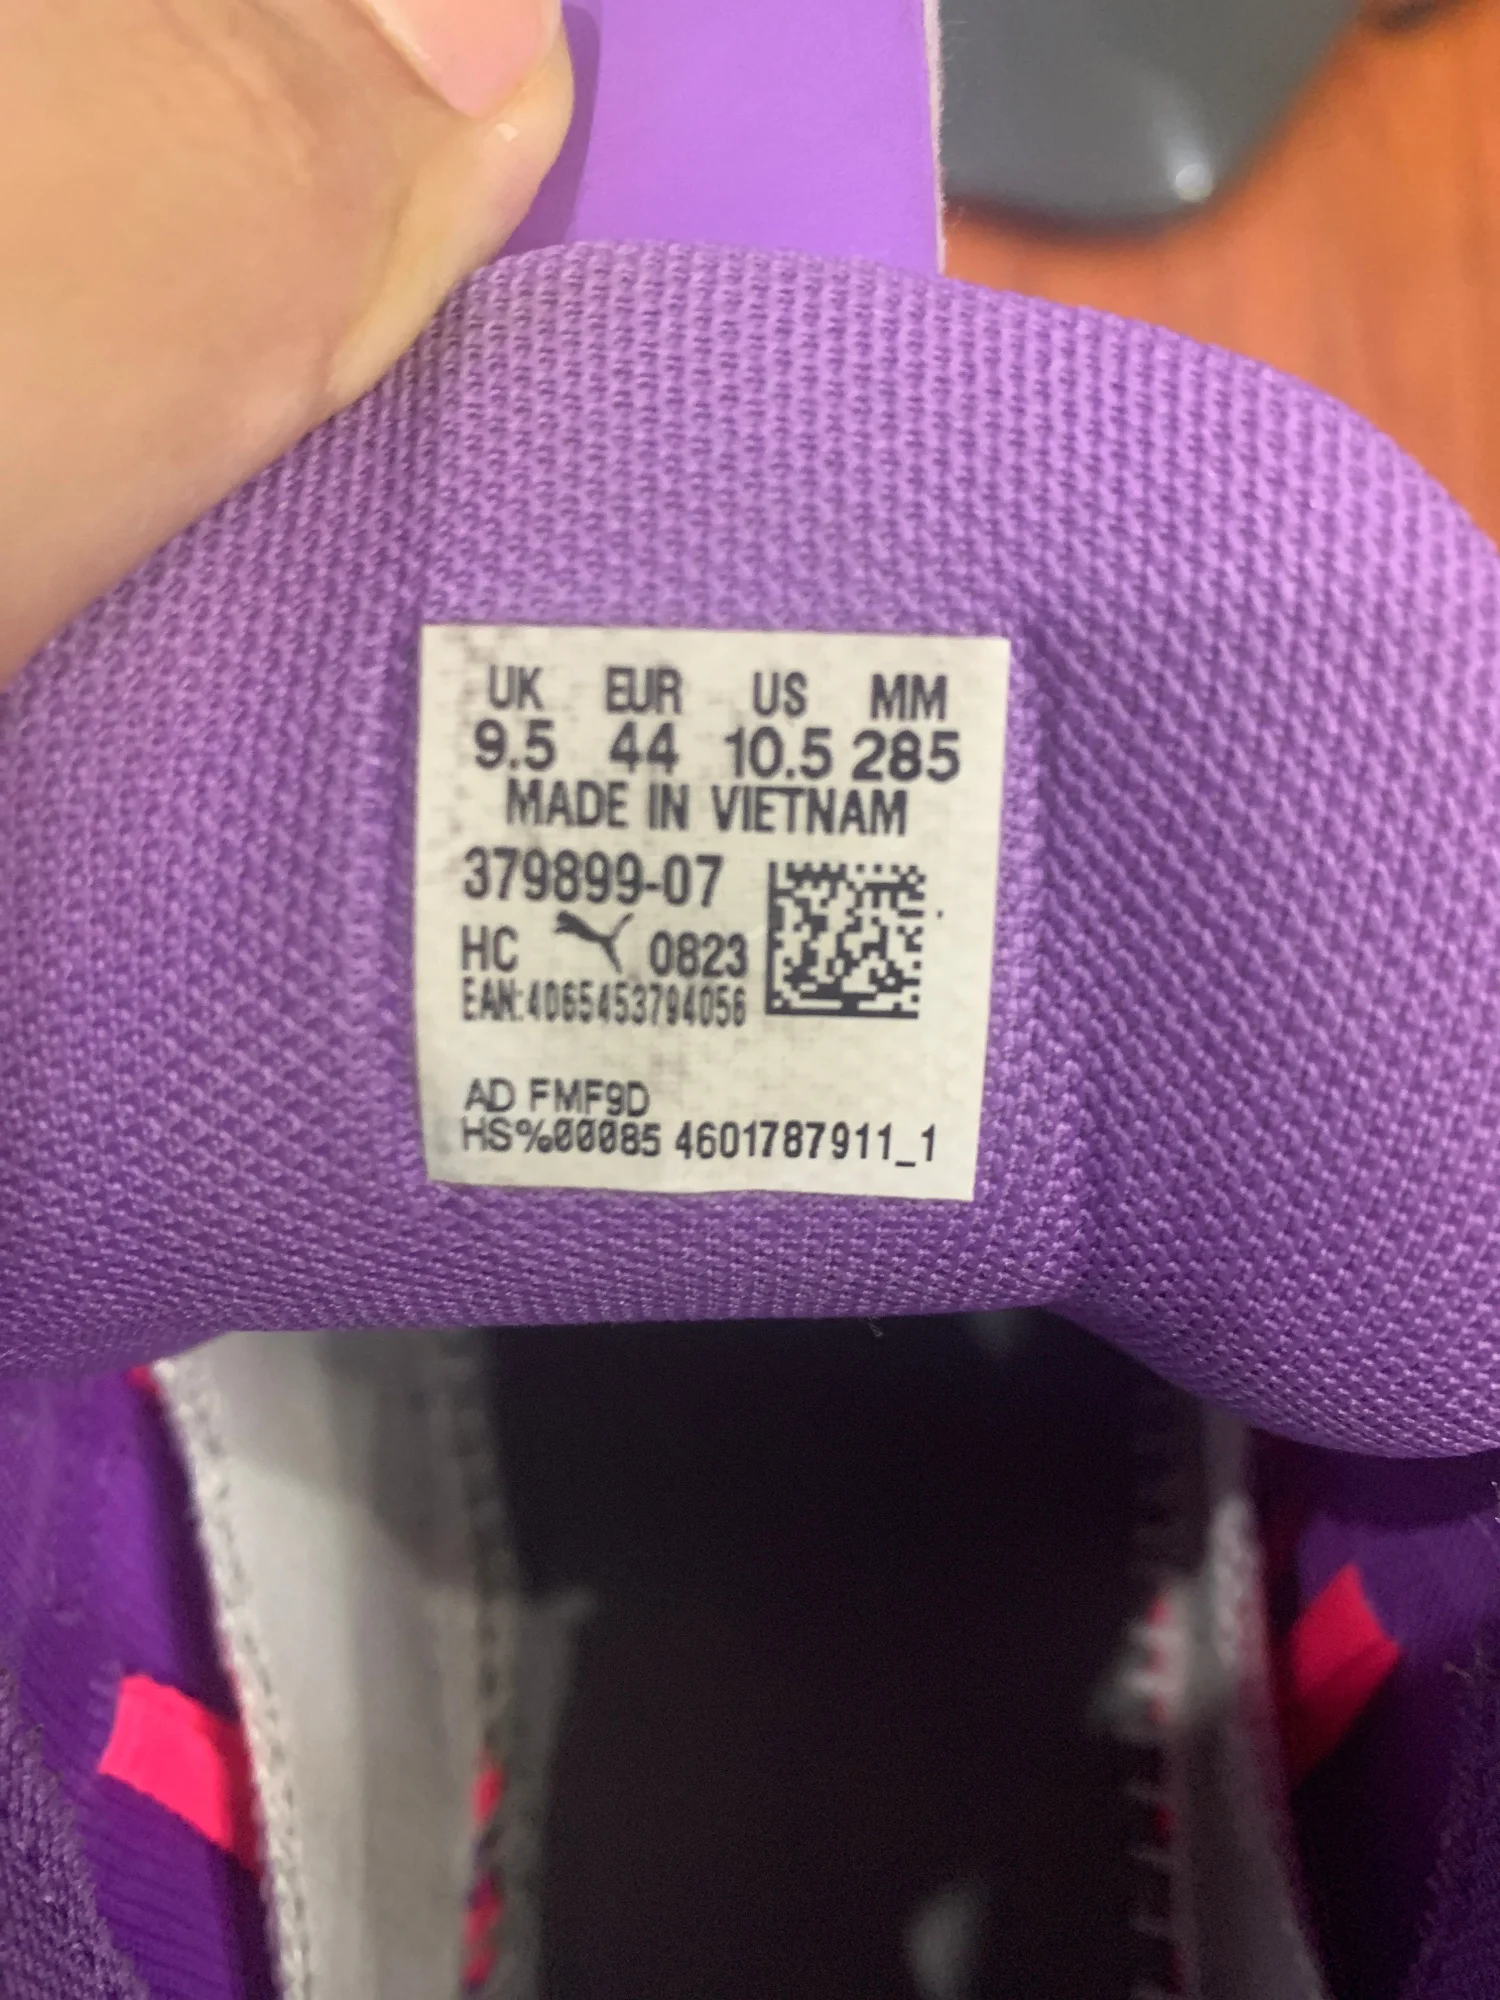 UK EUR US MM
9.5 44 10.5 285
MADE IN VIETNAM
379899-07
HC 0823
EAN:4065453794056
AD FMF9D
HS%00085 4601787911_1